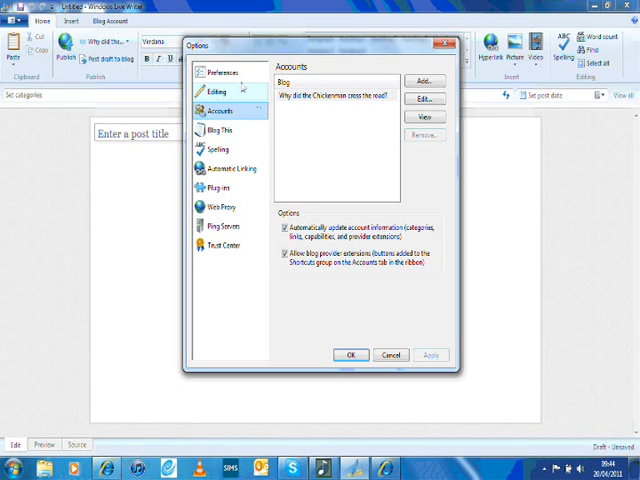 Untitled - Windows Live Writer
Home Insert Blog Account
Paste
Cut
Copy
Clipboard
Publish
Why did the...
Post draft to blog
Publish
Verdana
B I
Hyperlink Picture Video
Insert
Spelling
Word count
Find
Select all
Editing
Set categories
Set post date
View all
Enter a post title
Options
Preferences
Editing
Accounts
Blog This
Spelling
Automatic Linking
Plug-ins
Web Proxy
Ping Servers
Trust Center
Accounts
Blog
Why did the Chickenman cross the road?
Add...
Edit...
View
Remove...
Options
Automatically update account information (categories,
links, capabilities, and provider extensions)
Allow blog provider extensions (buttons added to the
Shortcuts group on the Accounts tab in the ribbon)
OK Cancel Apply
Edit Preview Source
Draft - Unsaved
SIMS
09:44
20/04/2011